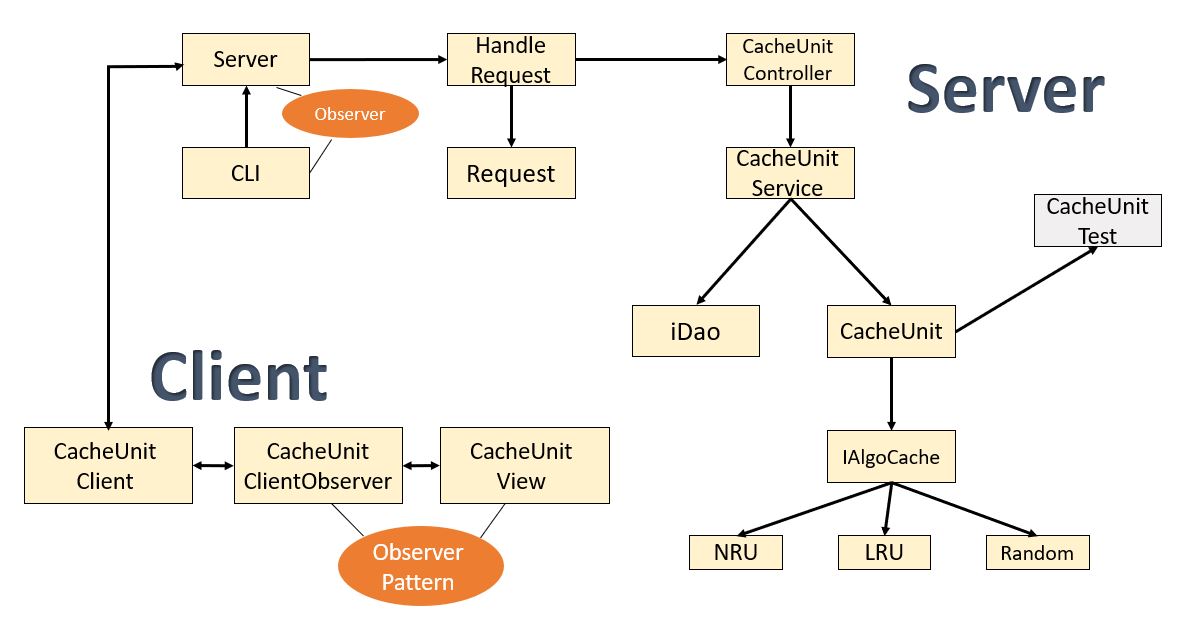 Server
Handle
Request
CacheUnit
Controller
Server
Observer
CLI
Request
CacheUnit
Service
CacheUnit
Test
iDao
CacheUnit
Client
CacheUnit
Client
CacheUnit
ClientObserver
CacheUnit
View
IAlgoCache
Observer
Pattern
NRU
LRU
Random